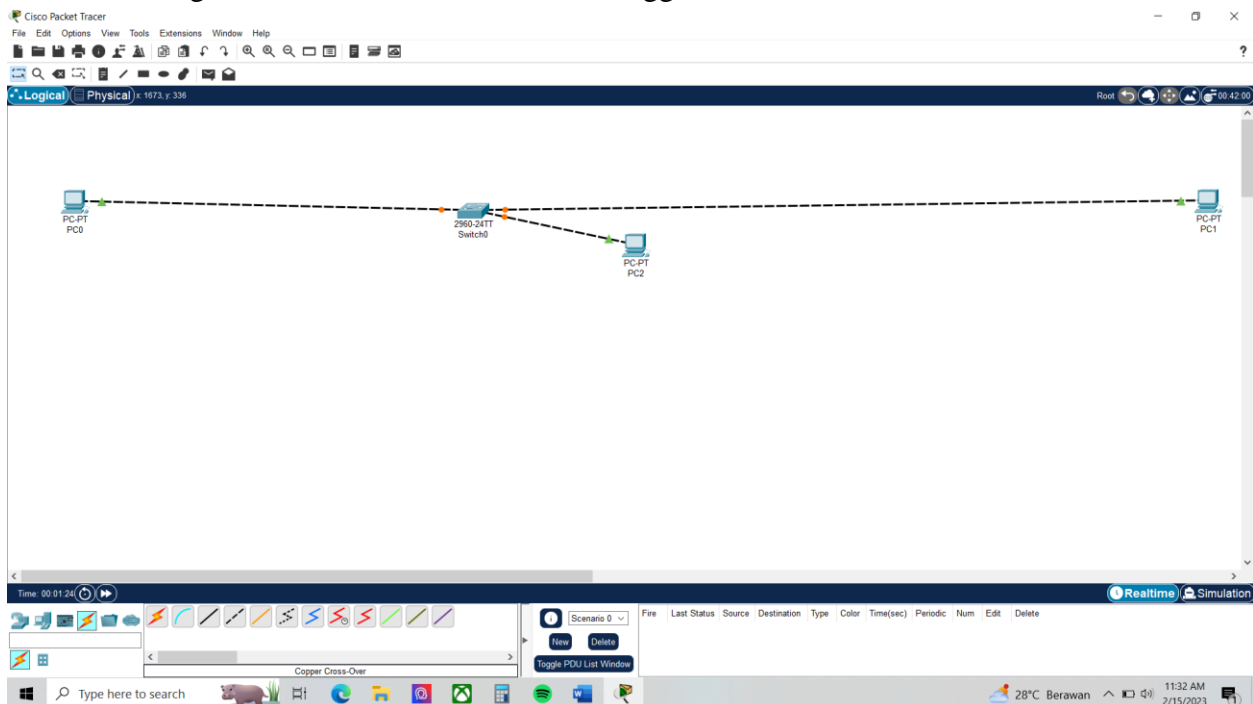 Cisco Packet Tracer
File Edit Options View Tools Extensions Window Help
?
Logical Physical x: 1673, y: 336
Root 00:42:00
PC-PT
PC0
2960-24TT
Switch0
PC-PT
PC2
PC-PT
PC1
Time: 00:01:24
Realtime Simulation
Scenario 0
New Delete
Toggle PDU List Window
Fire Last Status Source Destination Type Color Time(sec) Periodic Num Edit Delete
Copper Cross-Over
Type here to search
28°C Berawan
11:32 AM
2/15/2023